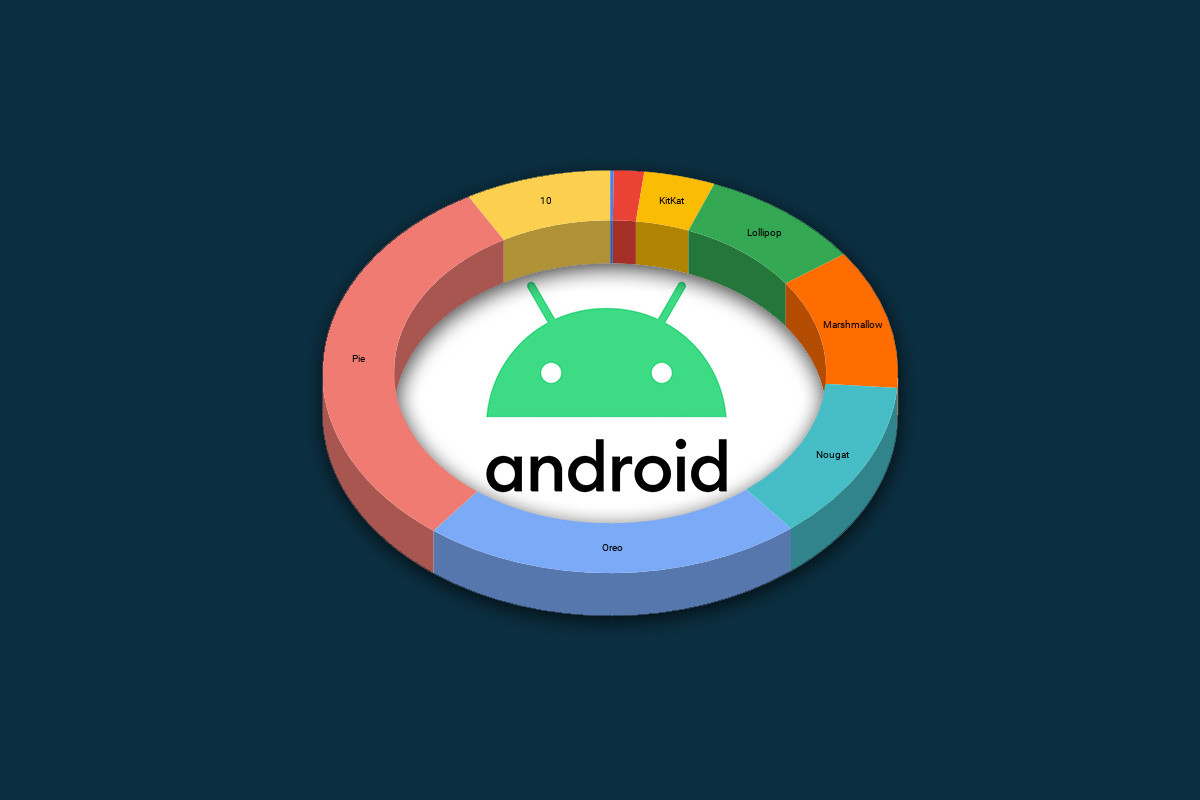 10
KitKat
Lollipop
Marshmallow
Pie
Nougat
android
Oreo